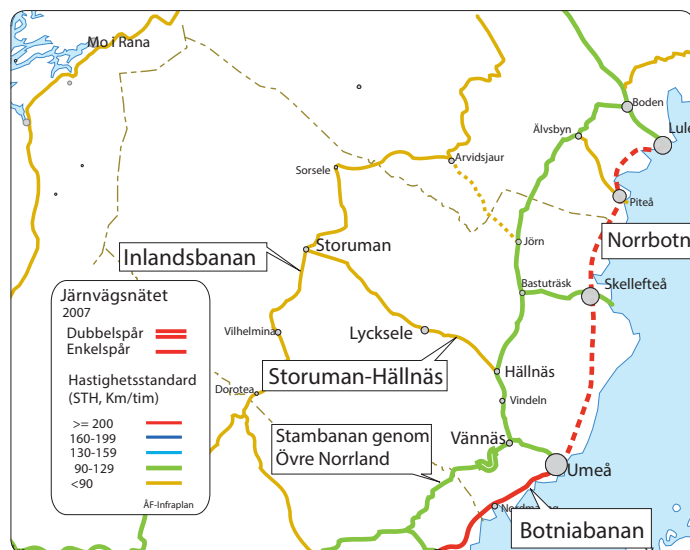 Mo i Rana
Boden
Lule
Älvsbyn
Arvidsjaur
Sorsele
Piteå
Jörn
Norrbotn
Storuman
Inlandsbanan
Bastuträsk
Skellefteå
Järnvägsnätet
2007
Dubbelspår
Enkelspår
Hastighetsstandard
(STH, Km/tim)
>= 200
160-199
130-159
90-129
<90
ÅF-Infraplan
Vilhelmina
Lycksele
Storuman-Hällnäs
Hällnäs
Dorotea
Vindeln
Stambanan genom
Övre Norrland
Vännäs
Umeå
Botniabanan